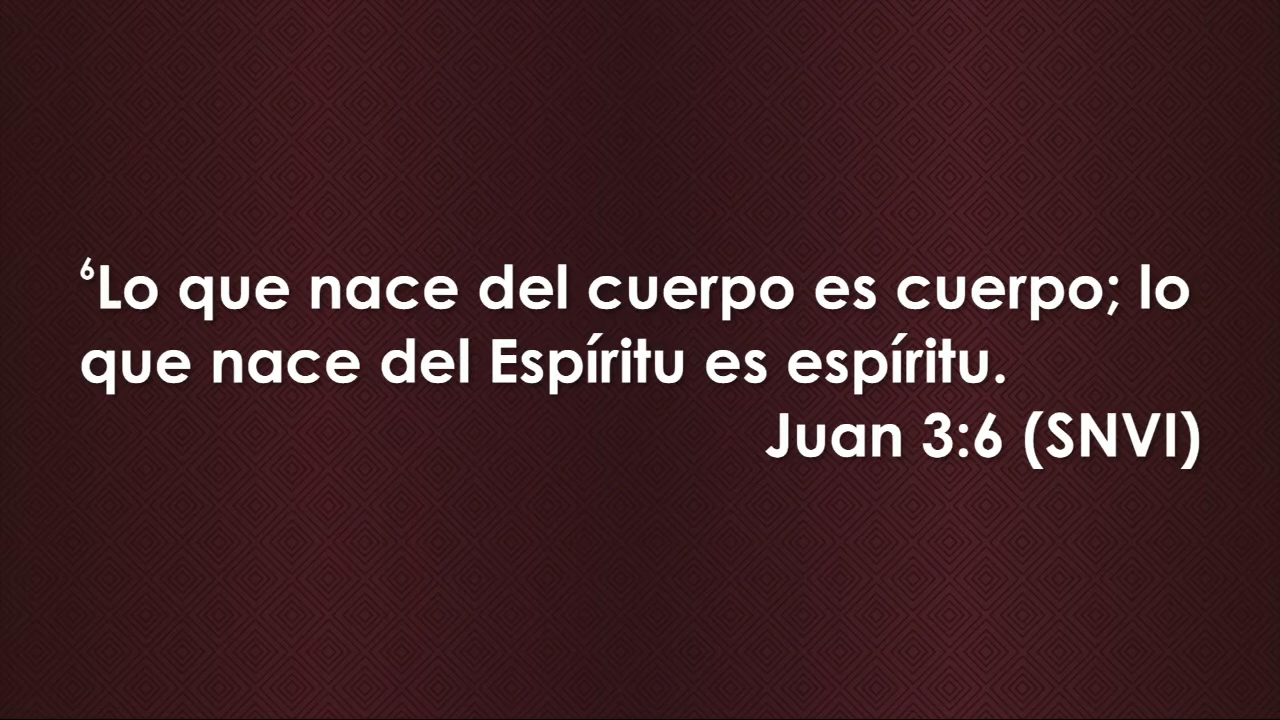 ⁶Lo que nace del cuerpo es cuerpo; lo
que nace del Espíritu es espíritu.
Juan 3:6 (SNVI)